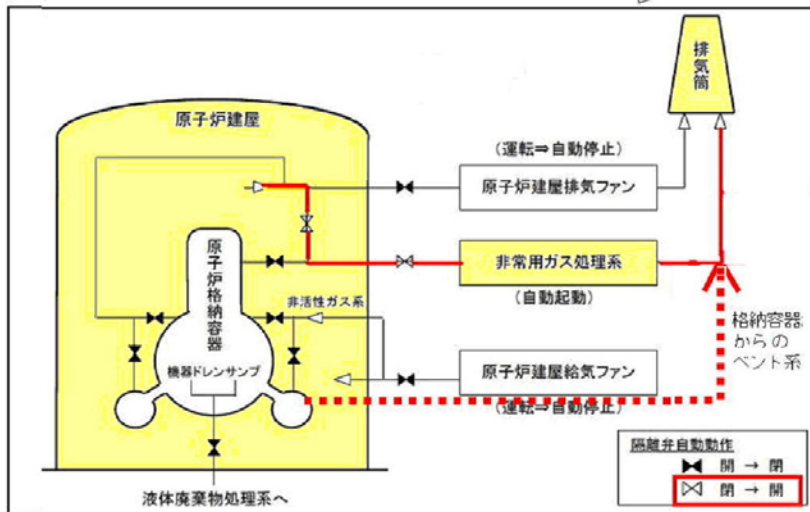 排気筒
原子炉建屋
(運転⇒自動停止)
原子炉建屋排気ファン
原子炉格納容器
非常用ガス処理系
(自動起動)
非活性ガス系
格納容器
からの
ベント系
機器ドレンサンプ
原子炉建屋給気ファン
(運転⇒自動停止)
隔離弁自動動作
開 → 閉
閉 → 開
液体廃棄物処理系へ